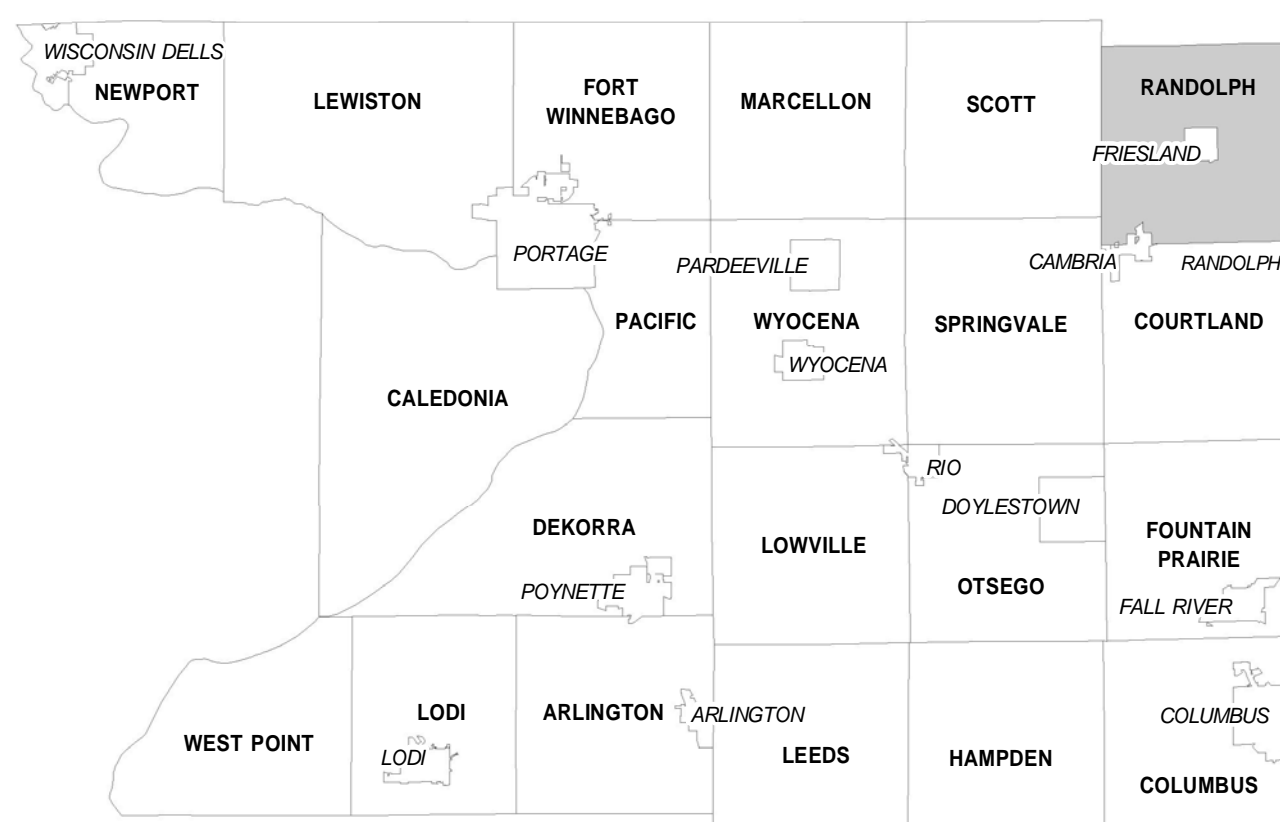 WISCONSIN DELLS
NEWPORT
LEWISTON
FORT
WINNEBAGO
MARCELLON
SCOTT
RANDOLPH
FRIESLAND
PORTAGE
PARDEEVILLE
CAMBRIA
RANDOLPH
PACIFIC
WYOCENA
SPRINGVALE
COURTLAND
WYOCENA
CALEDONIA
RIO
DOYLESTOWN
DEKORRA
LOWVILLE
FOUNTAIN
PRAIRIE
OTSEGO
POYNETTE
FALL RIVER
LODI
ARLINGTON
ARLINGTON
COLUMBUS
WEST POINT
LODI
LEEDS
HAMPDEN
COLUMBUS